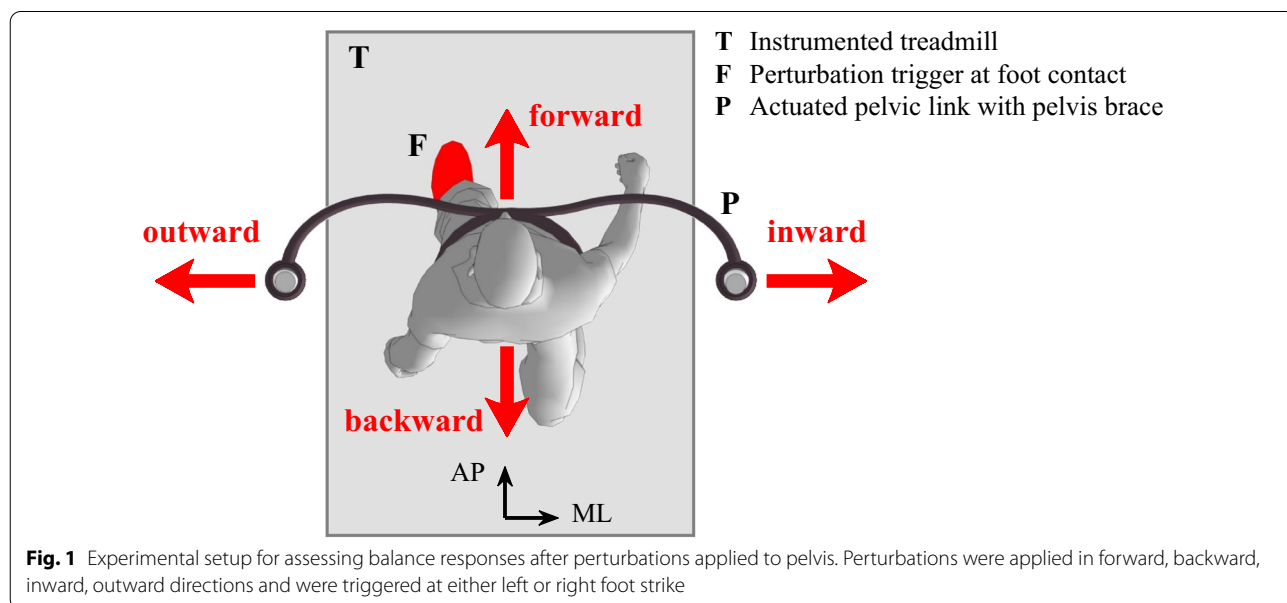 T
T Instrumented treadmill
F Perturbation trigger at foot contact
P Actuated pelvic link with pelvis brace
forward
F
P
outward
inward
backward
AP
ML
Fig. 1 Experimental setup for assessing balance responses after perturbations applied to pelvis. Perturbations were applied in forward, backward,
inward, outward directions and were triggered at either left or right foot strike